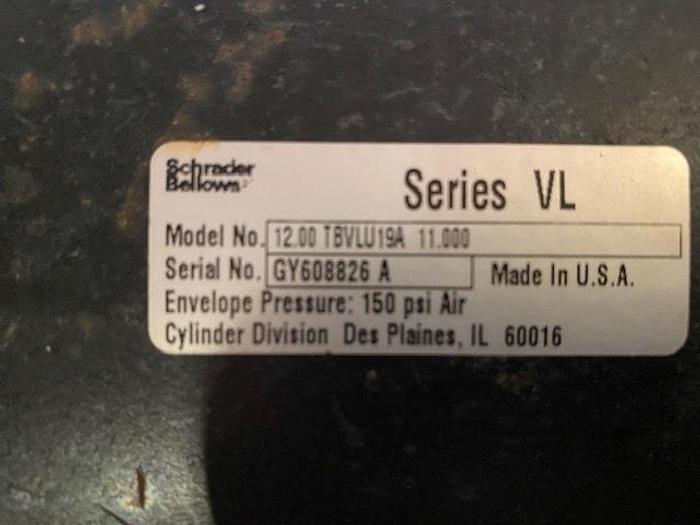 Schrader
Bellows
Series VL
Model No. 12.00 TBVLU19A 11.000
Serial No. GY608826 A Made In U.S.A.
Envelope Pressure: 150 psi Air
Cylinder Division Des Plaines, IL 60016